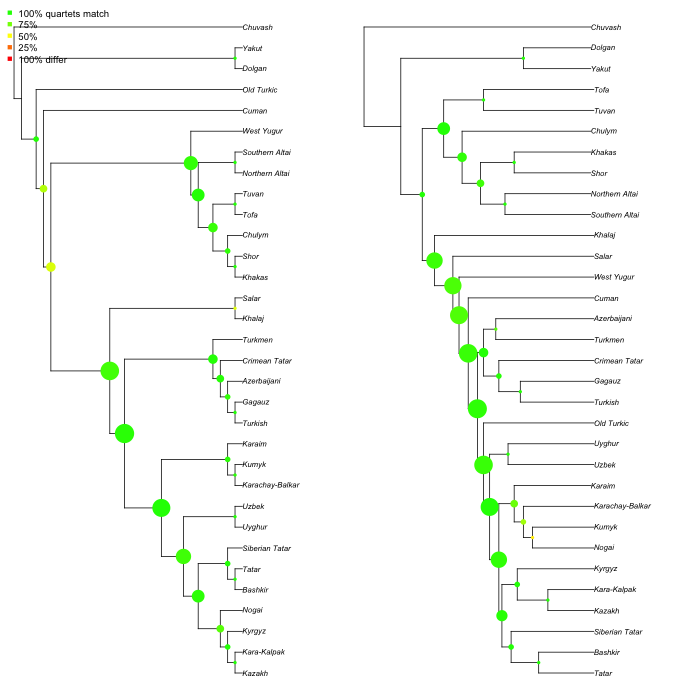 100% quartets match
75%
50%
25%
100% differ
Chuvash
Yakut
Dolgan
Old Turkic
Cuman
West Yugur
Southern Altai
Northern Altai
Tuvan
Tofa
Chulym
Shor
Khakas
Salar
Khalaj
Turkmen
Crimean Tatar
Azerbaijani
Gagauz
Turkish
Karaim
Kumyk
Karachay-Balkar
Uzbek
Uyghur
Siberian Tatar
Tatar
Bashkir
Nogai
Kyrgyz
Kara-Kalpak
Kazakh
Chuvash
Dolgan
Yakut
Tofa
Tuvan
Chulym
Khakas
Shor
Northern Altai
Southern Altai
Khalaj
Salar
West Yugur
Cuman
Azerbaijani
Turkmen
Crimean Tatar
Gagauz
Turkish
Old Turkic
Uyghur
Uzbek
Karaim
Karachay-Balkar
Kumyk
Nogai
Kyrgyz
Kara-Kalpak
Kazakh
Siberian Tatar
Bashkir
Tatar